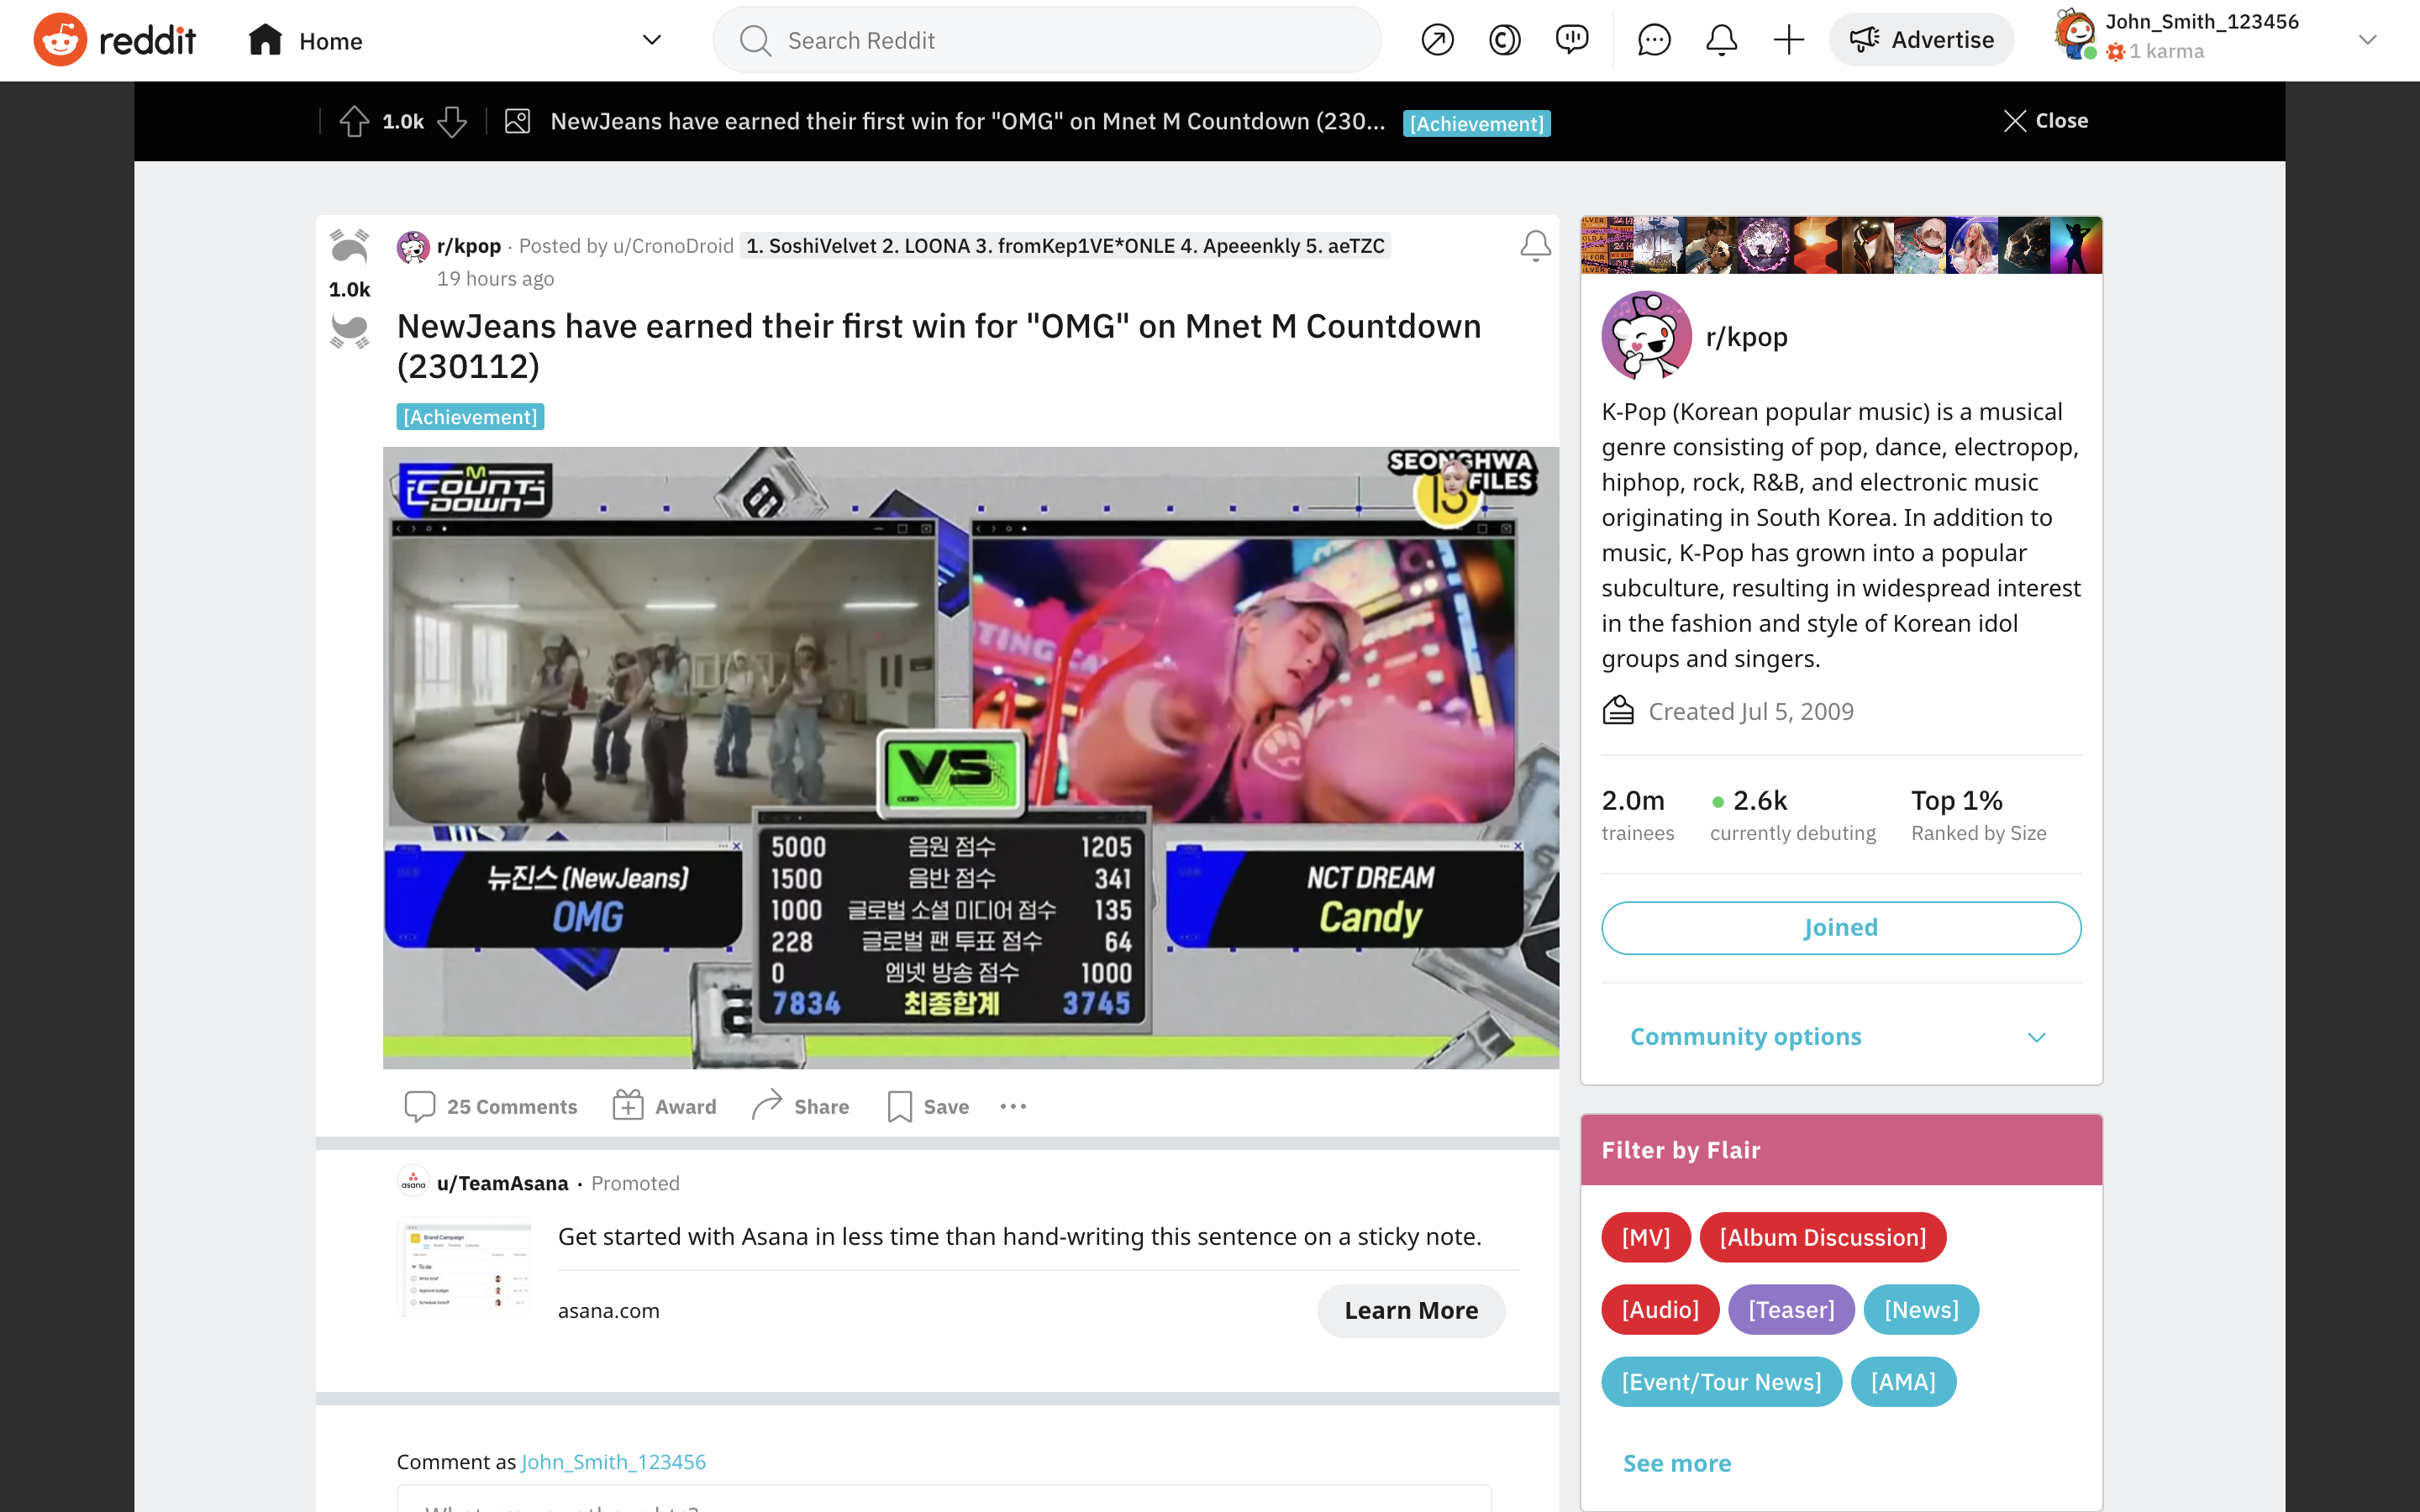 reddit
Home
Search Reddit
Advertise
John_Smith_123456
1 karma
1.0k
NewJeans have earned their first win for "OMG" on Mnet M Countdown (230...
[Achievement]
Close
r/kpop · Posted by u/CronoDroid 1. SoshiVelvet 2. LOONA 3. fromKep1VE*ONLE 4. Apeeenkly 5. aeTZC
19 hours ago
1.0k
NewJeans have earned their first win for "OMG" on Mnet M Countdown
(230112)
[Achievement]
M
COUNT
DOWN
SEONGHWA
FILES
15
VS
뉴진스 (NewJeans)
OMG
5000 음원 점수 1205
1500 음반 점수 341
1000 글로벌 소셜 미디어 점수 135
228 글로벌 팬 투표 점수 64
0 엠넷 방송 점수 1000
7834 최종합계 3745
NCT DREAM
Candy
25 Comments
Award
Share
Save
asana
u/TeamAsana · Promoted
Brand Campaign
To do
Get started with Asana in less time than hand-writing this sentence on a sticky note.
asana.com
Learn More
Comment as John_Smith_123456
r/kpop
K-Pop (Korean popular music) is a musical
genre consisting of pop, dance, electropop,
hiphop, rock, R&B, and electronic music
originating in South Korea. In addition to
music, K-Pop has grown into a popular
subculture, resulting in widespread interest
in the fashion and style of Korean idol
groups and singers.
Created Jul 5, 2009
2.0m
trainees
2.6k
currently debuting
Top 1%
Ranked by Size
Joined
Community options
Filter by Flair
[MV]
[Album Discussion]
[Audio]
[Teaser]
[News]
[Event/Tour News]
[AMA]
See more